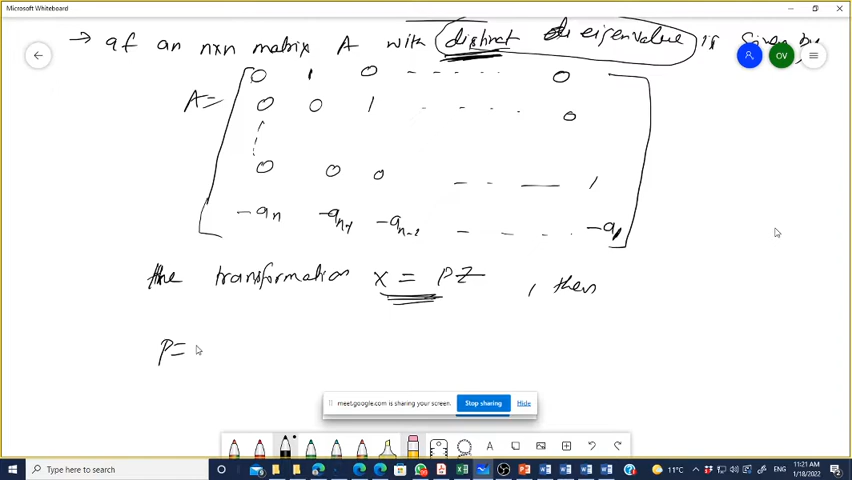 Microsoft Whiteboard
→ of an nxn matrix A with distinct eigenvalue is given by
OV
0 1 0 - - - - - - 0
A= 0 0 1 - - - - - 0
0 0 0 - - — 1
-an -an-1 -an-2 - - - - -a1
the transformation x = PZ , then
P=
meet.google.com is sharing your screen. Stop sharing Hide
Type here to search
11°C
ENG
11:21 AM
1/18/2022